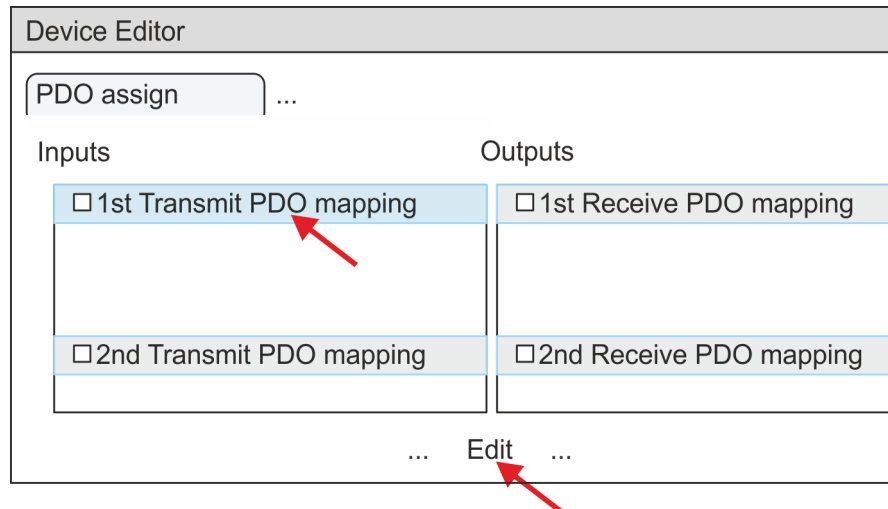 Device Editor
PDO assign ...
Inputs Outputs
1st Transmit PDO mapping 1st Receive PDO mapping
2nd Transmit PDO mapping 2nd Receive PDO mapping
... Edit ...